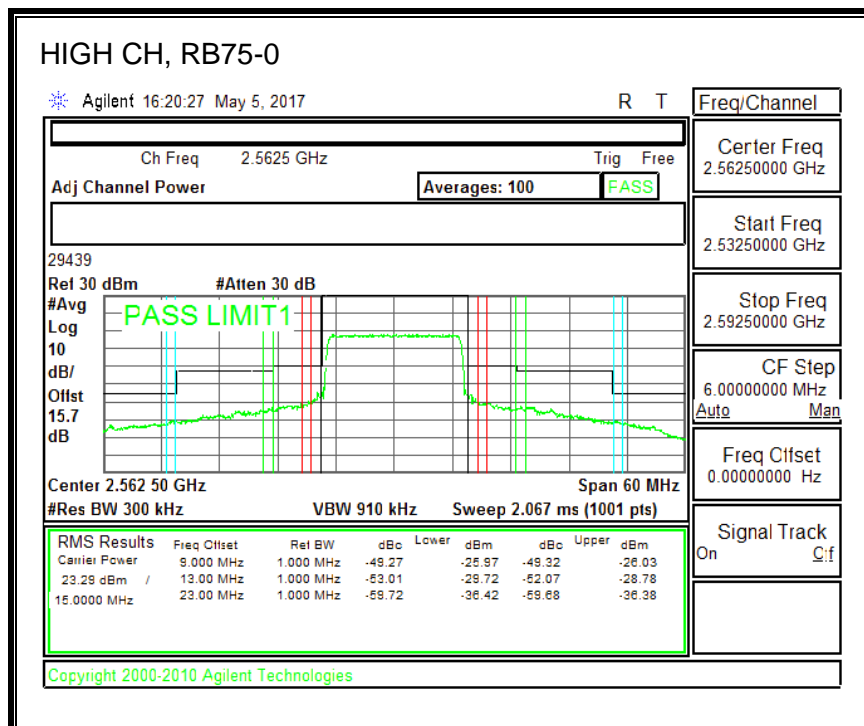 HIGH CH, RB75-0
Agilent 16:20:27 May 5, 2017 R T
Freq/Channel
Ch Freq 2.5625 GHz Trig Free
Adj Channel Power Averages: 100 PASS
Center Freq
2.56250000 GHz
Start Freq
2.53250000 GHz
Stop Freq
2.59250000 GHz
CF Step
6.00000000 MHz
Auto Man
Freq Offset
0.00000000 Hz
Signal Track
On Off
29439
Ref 30 dBm #Atten 30 dB
#Avg
Log
10
dB/
Offst
15.7
dB
PASS LIMIT1
Center 2.562 50 GHz Span 60 MHz
#Res BW 300 kHz VBW 910 kHz Sweep 2.067 ms (1001 pts)
RMS Results Freq Offset Ref BW dBc Lower dBm dBc Upper dBm
Carrier Power 9.000 MHz 1.000 MHz -49.27 -25.97 -49.32 -26.03
23.29 dBm / 13.00 MHz 1.000 MHz -53.01 -29.72 -52.07 -28.78
15.0000 MHz 23.00 MHz 1.000 MHz -59.72 -36.42 -59.68 -36.38
Copyright 2000-2010 Agilent Technologies